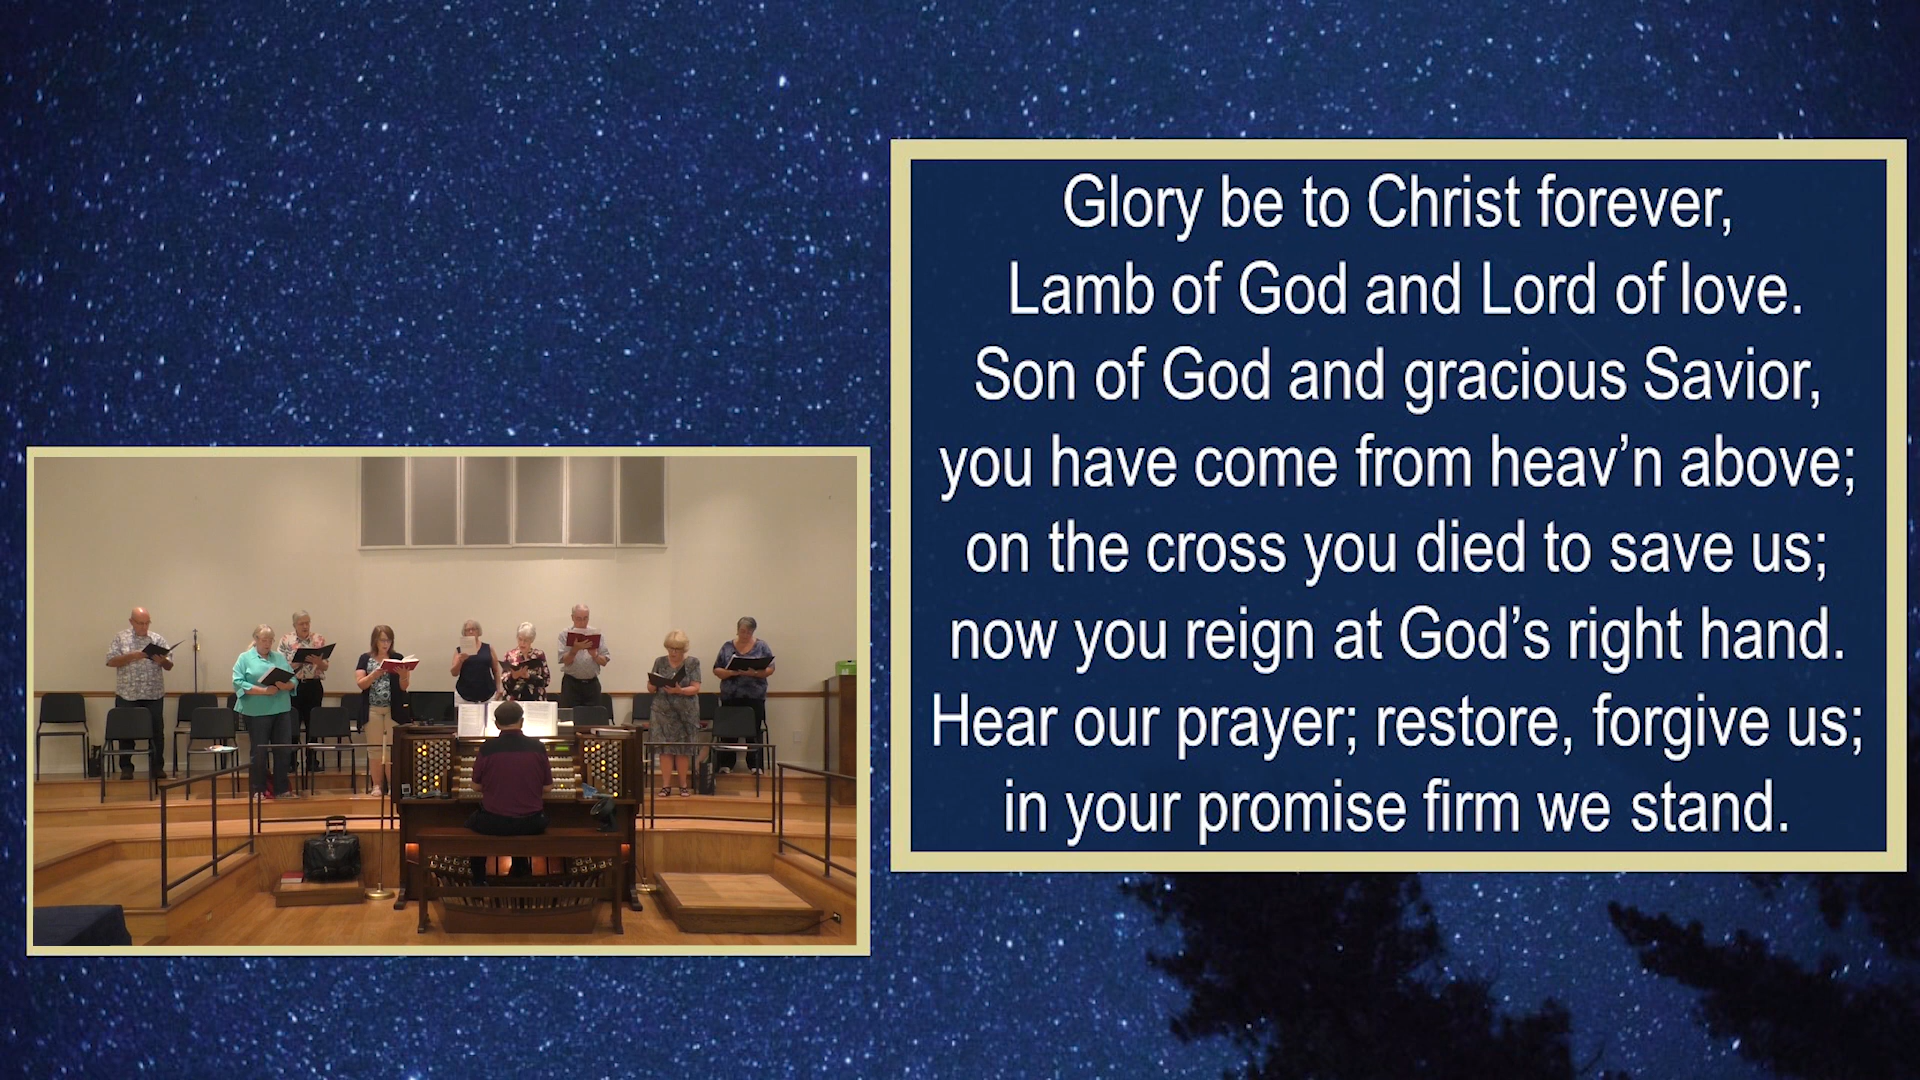 Glory be to Christ forever,
Lamb of God and Lord of love.
Son of God and gracious Savior,
you have come from heav’n above;
on the cross you died to save us;
now you reign at God’s right hand.
Hear our prayer; restore, forgive us;
in your promise firm we stand.